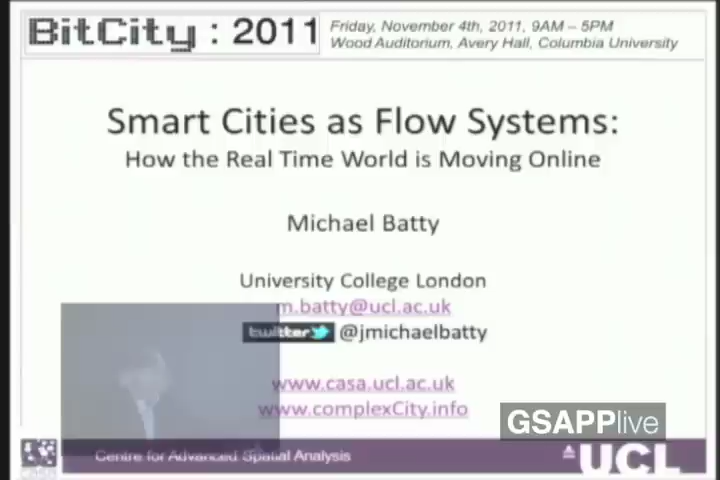 BitCity : 2011
Friday, November 4th, 2011, 9AM – 5PM
Wood Auditorium, Avery Hall, Columbia University
Smart Cities as Flow Systems:
How the Real Time World is Moving Online
Michael Batty
University College London
m.batty@ucl.ac.uk
twitter @jmichaelbatty
www.casa.ucl.ac.uk
www.complexCity.info
GSAPPlive
Centre for Advanced Spatial Analysis
UCL